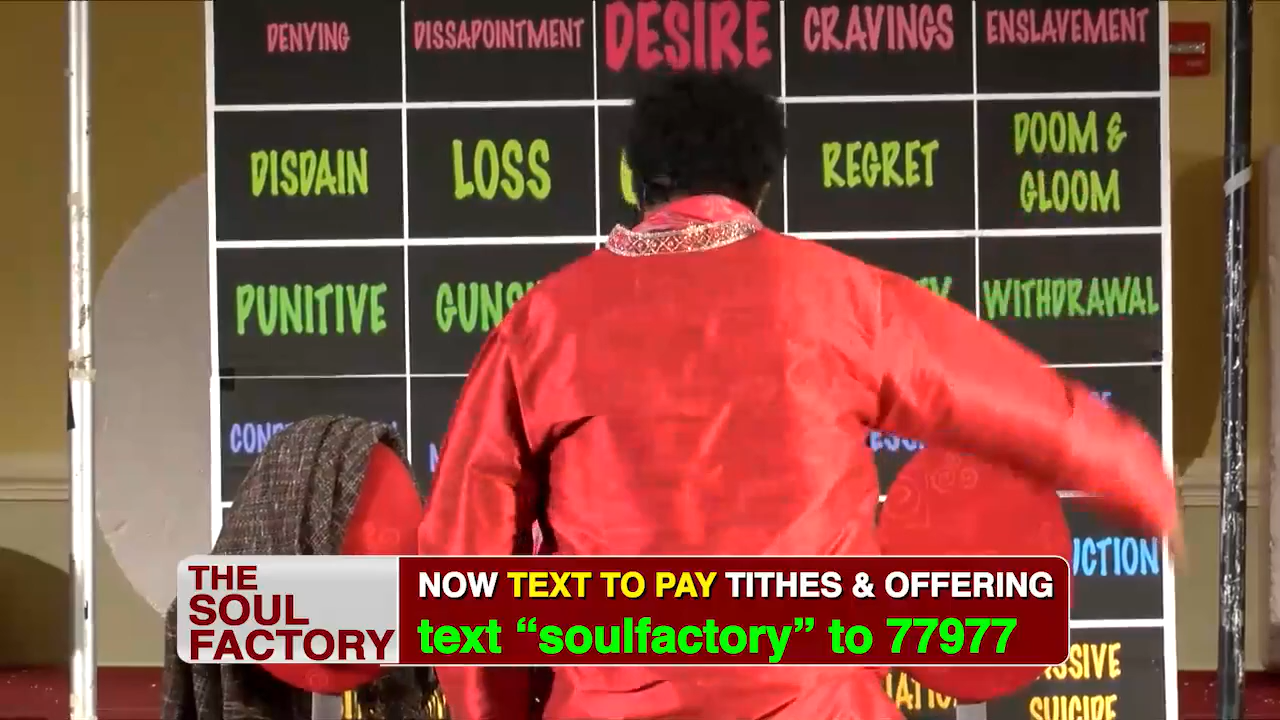 DENYING
DISSAPOINTMENT
DESIRE
CRAVINGS
ENSLAVEMENT
DISDAIN
LOSS
REGRET
DOOM &
GLOOM
PUNITIVE
WITHDRAWAL
SUICIDE
THE
SOUL
FACTORY
NOW TEXT TO PAY TITHES & OFFERING
text “soulfactory” to 77977